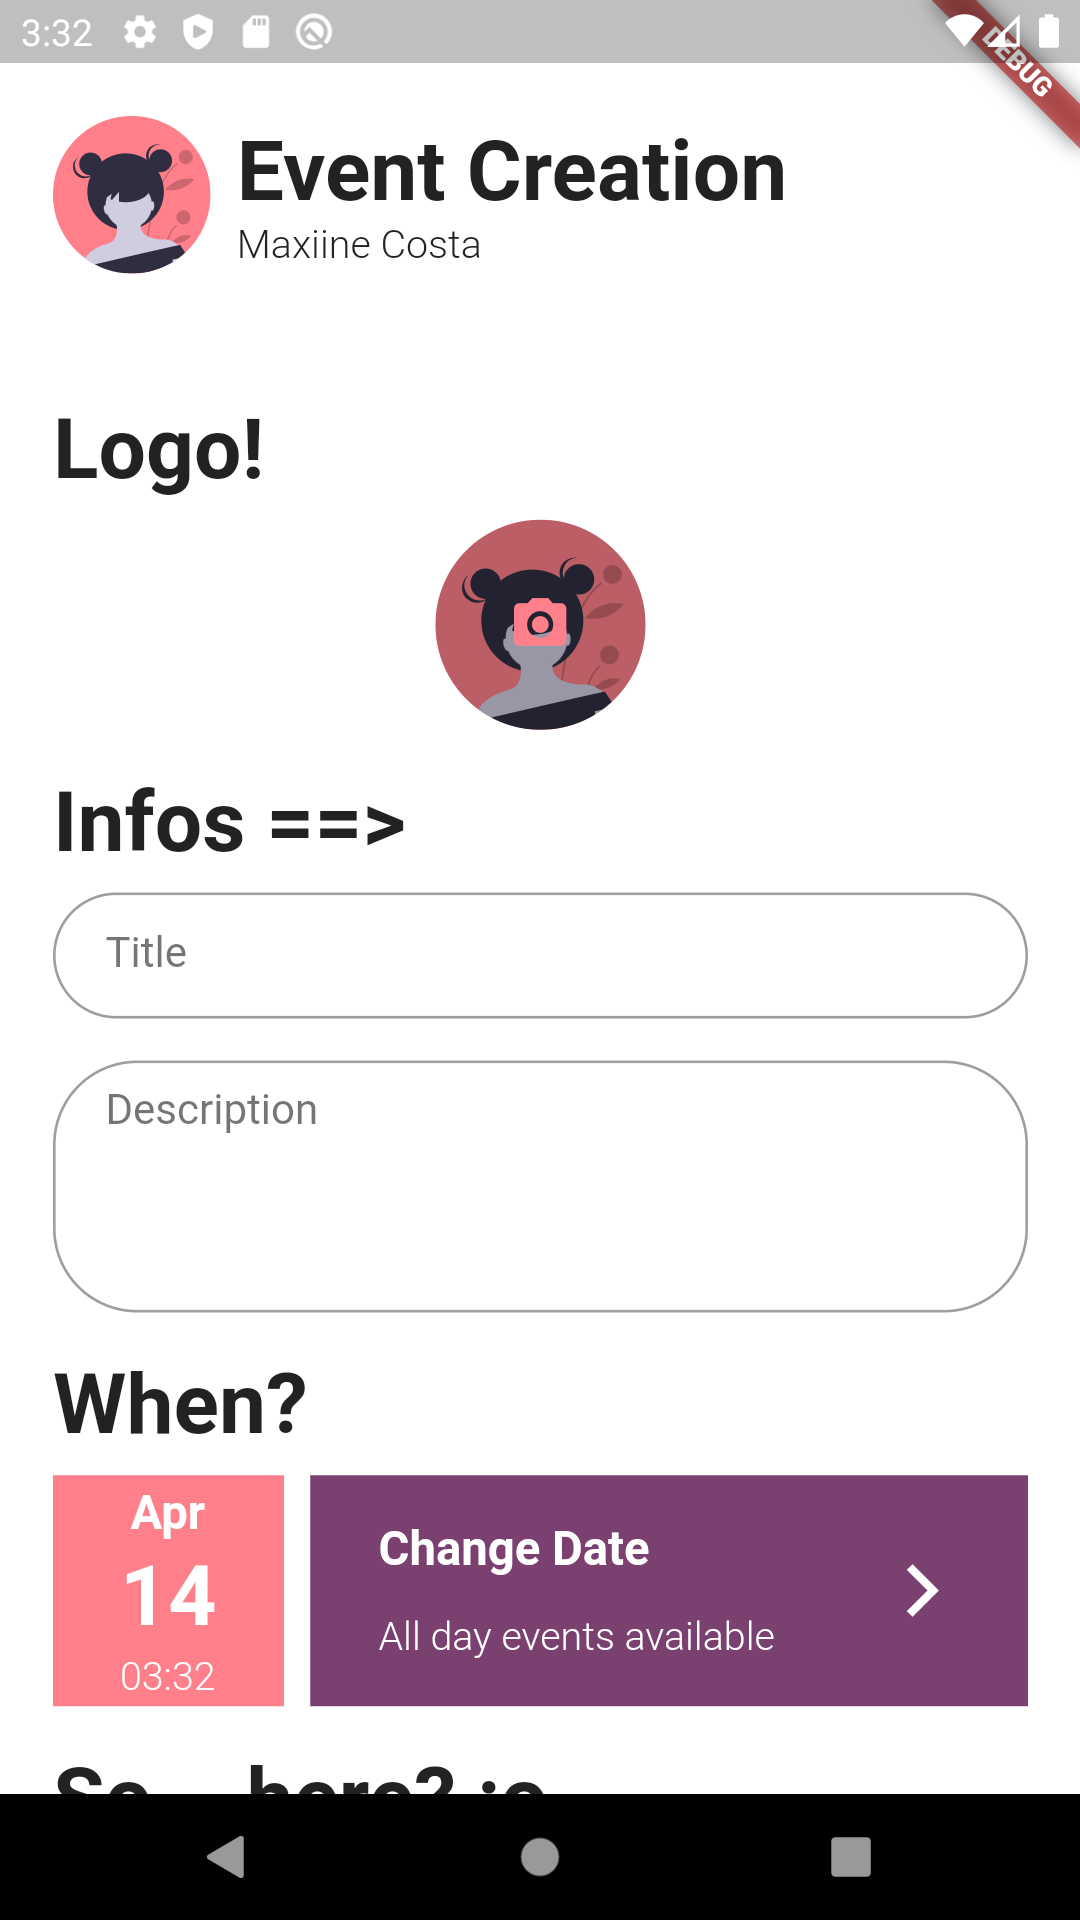 3:32
DEBUG
Event Creation
Maxiine Costa
Logo!
Infos ==>
Title
Description
When?
Apr
14
03:32
Change Date
All day events available